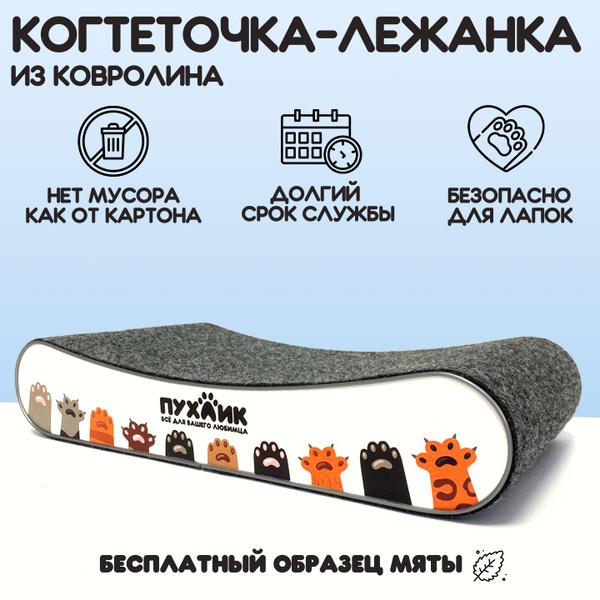 КОГТЕТОЧКА-ЛЕЖАНКА
ИЗ КОВРОЛИНА
НЕТ МУСОРА
КАК ОТ КАРТОНА
ДОЛГИЙ
СРОК СЛУЖБЫ
БЕЗОПАСНО
ДЛЯ ЛАПОК
ПУХЛИК
ВСЁ ДЛЯ ВАШЕГО ЛЮБИМЦА
БЕСПЛАТНЫЙ ОБРАЗЕЦ МЯТЫ